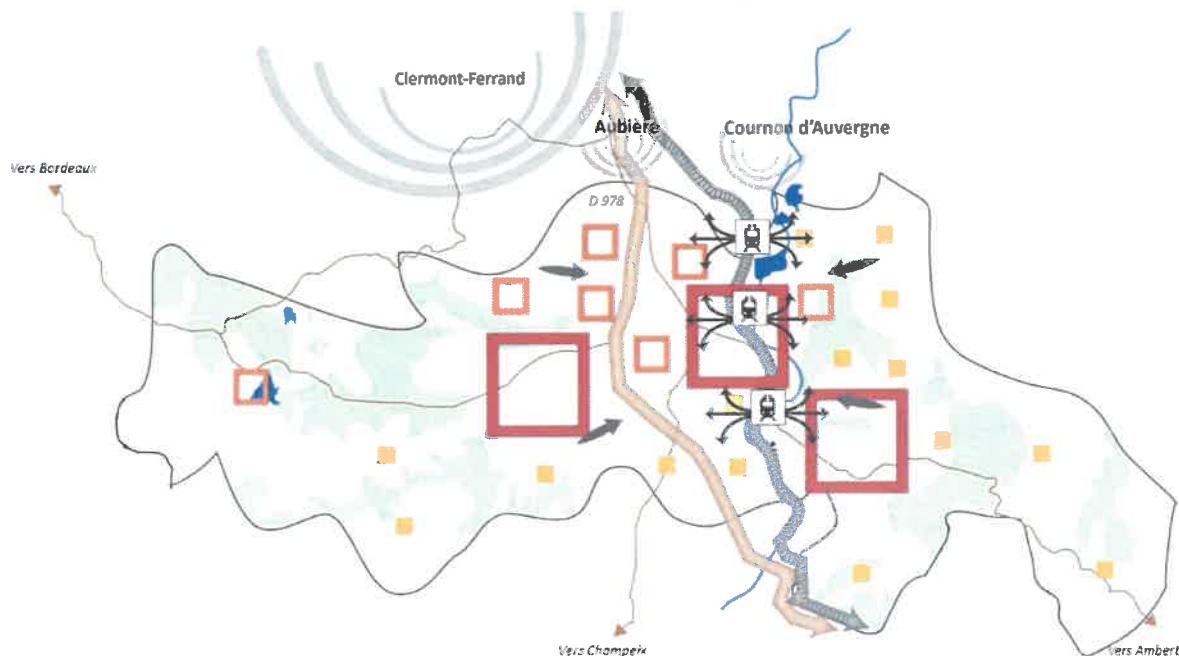 Clermont-Ferrand
Aubière
Cournon d'Auvergne
Vers Bordeaux
D 978
Vers Champeix
Vers Ambert